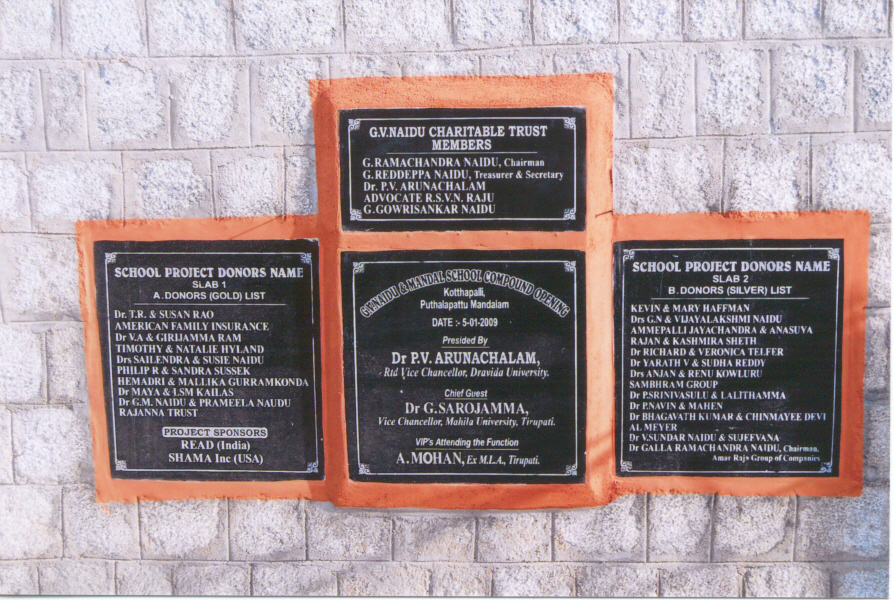 G.V.NAIDU CHARITABLE TRUST
MEMBERS
G.RAMACHANDRA NAIDU, Chairman
G.REDDEPPA NAIDU, Treasurer & Secretary
Dr. P.V. ARUNACHALAM
ADVOCATE R.S.V.N. RAJU
G.GOWRISANKAR NAIDU
SCHOOL PROJECT DONORS NAME
SLAB 1
A. DONORS (GOLD) LIST
Dr. T.R. & SUSAN RAO
AMERICAN FAMILY INSURANCE
Dr V.A & GIRIJAMMA RAM
TIMOTHY & NATALIE HYLAND
Drs SAILENDRA & SUSIE NAIDU
PHILIP R & SANDRA SUSSEK
HEMADRI & MALLIKA GURRAMKONDA
Dr MAYA & LSM KAILAS
Dr G.M. NAIDU & PRAMEELA NAUDU
RAJANNA TRUST
PROJECT SPONSORS
READ (India)
SHAMA Inc (USA)
G.V.NAIDU & MANDAL SCHOOL COMPOUND OPENING
Kotthapalli,
Puthalapattu Mandalam
DATE :- 5-01-2009
Presided By
Dr P.V. ARUNACHALAM,
Rtd Vice Chancellor, Dravida University.
Chief Guest
Dr G.SAROJAMMA,
Vice Chancellor, Mahila University, Tirupati.
VIP's Attending the Function
A.MOHAN, Ex M.L.A., Tirupati.
SCHOOL PROJECT DONORS NAME
SLAB 2
B. DONORS (SILVER) LIST
KEVIN & MARY HAFFMAN
Drs G.N & VIJAYALAKSHMI NAIDU
AMMEPALLI JAYACHANDRA & ANASUYA
RAJAN & KASHMIRA SHETH
Dr RICHARD & VERONICA TELFER
Dr YARATH V & SUDHA REDDY
Drs ANJAN & RENU KOWLURU
SAMBHRAM GROUP
Dr P.SRINIVASULU & LALITHAMMA
Dr P.NAVIN & MAHEN
Dr BHAGAVATH KUMAR & CHINMAYEE DEVI
AL MEYER
Dr V.SUNDAR NAIDU & SUJEEVANA
Dr GALLA RAMACHANDRA NAIDU, Chairman.
Amar Raja Group of Companies